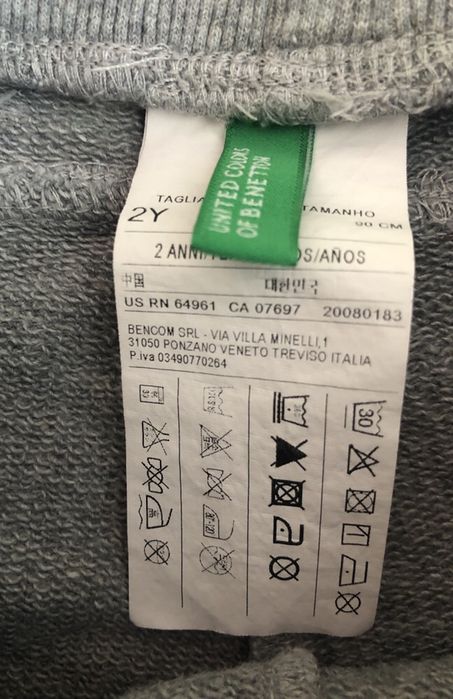 UNITED COLORS
OF BENETTON
TAMANHO
2Y 90 CM
2 ANNI/ OS/AÑOS
中国 대한민국
US RN 64961 CA 07697 20080183
BENCOM SRL - VIA VILLA MINELLI,1
31050 PONZANO VENETO TREVISO ITALIA
P.iva 03490770264
30